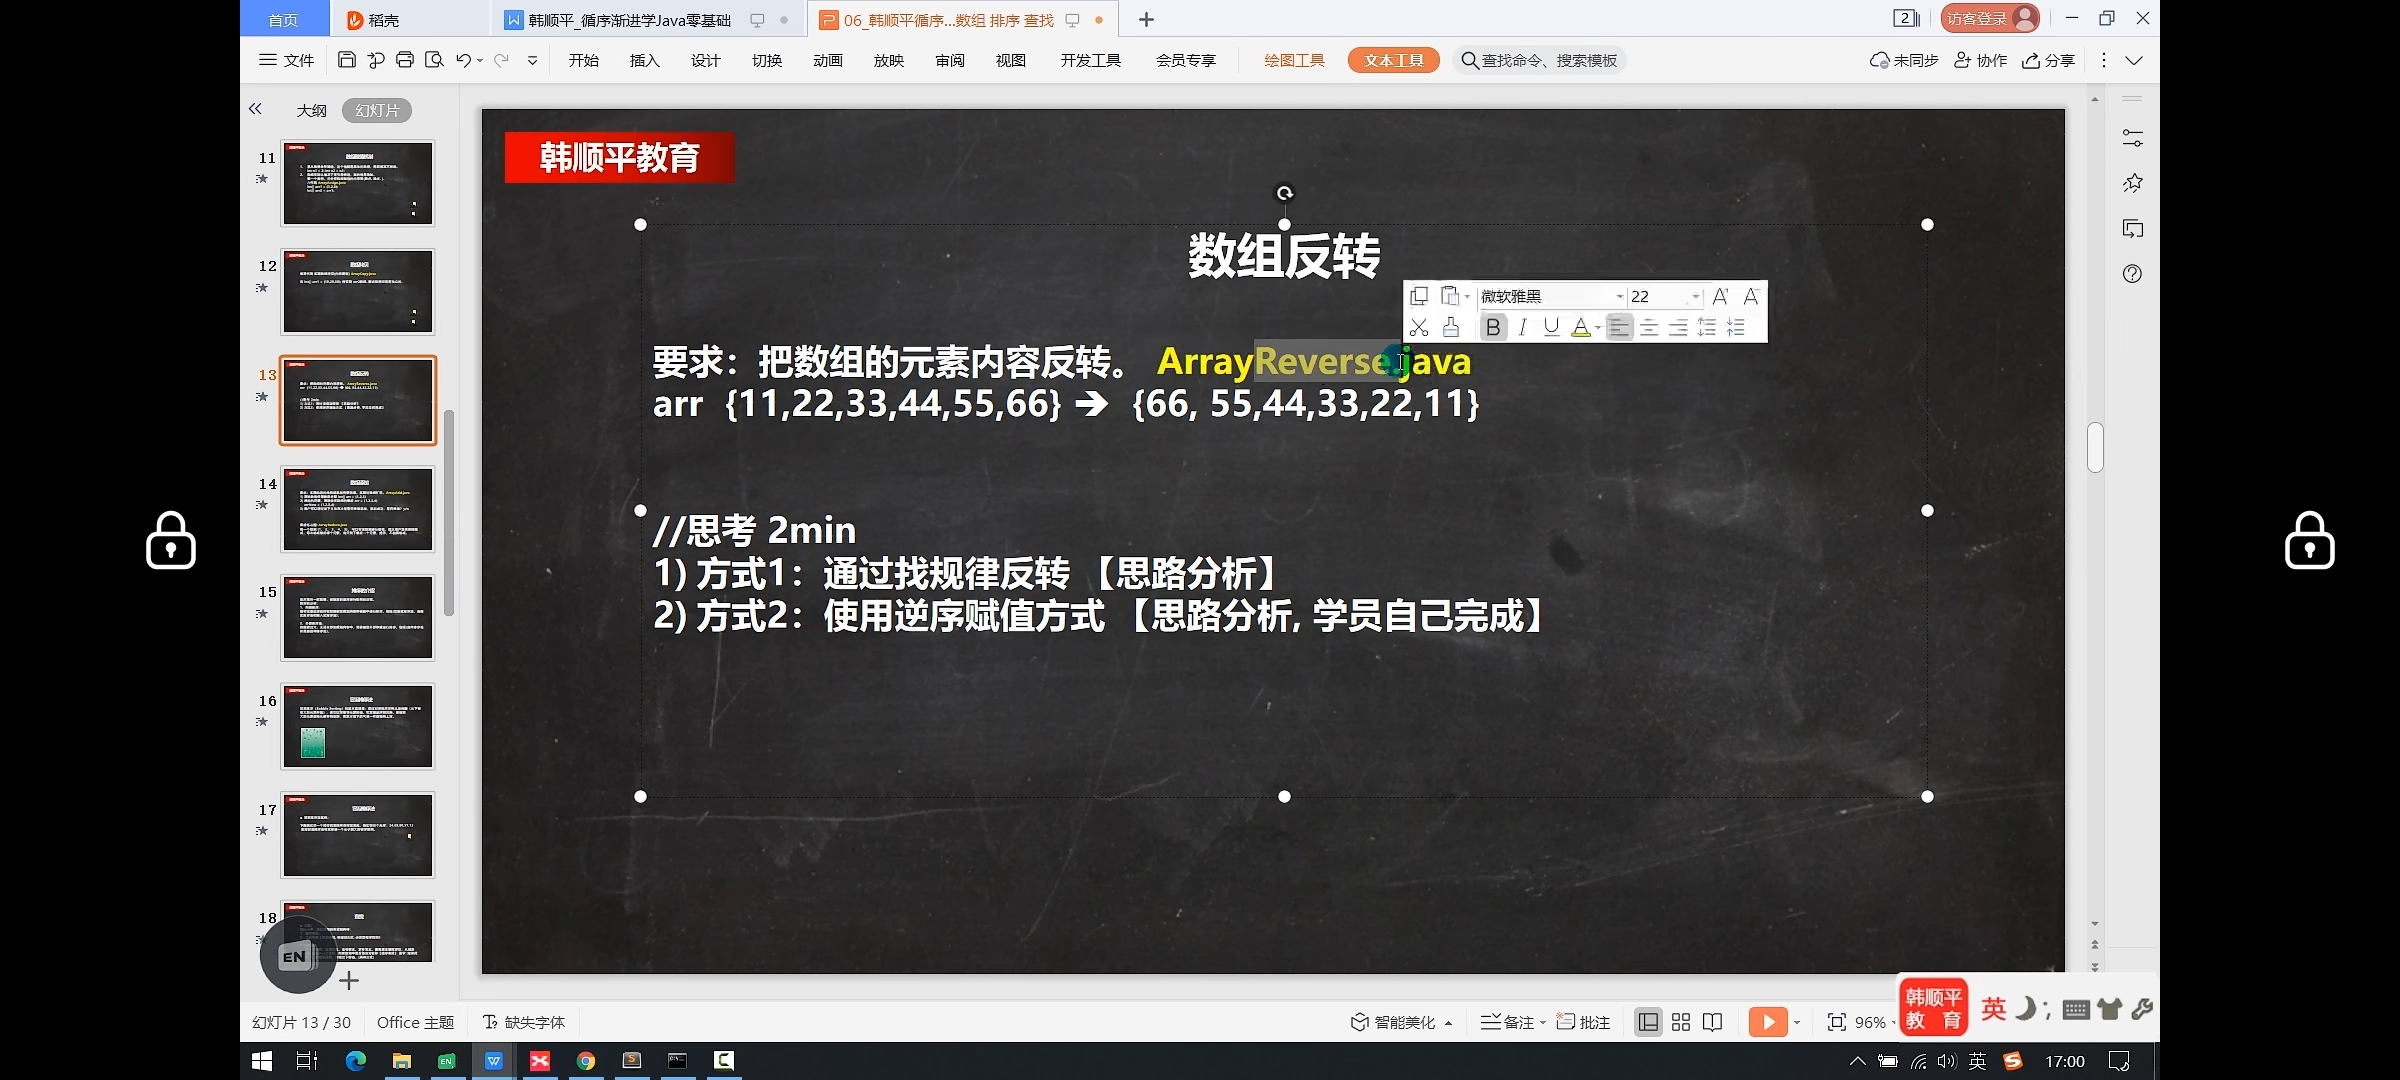 首页
稻壳
韩顺平_循序渐进学Java零基础
06_韩顺平循序...数组 排序 查找
2
访客登录
文件
开始
插入
设计
切换
动画
放映
审阅
视图
开发工具
会员专享
绘图工具
文本工具
查找命令、搜索模板
未同步
协作
分享
大纲
幻灯片
11
12
13
14
15
16
17
18
韩顺平教育
数组反转
微软雅黑
22
要求：把数组的元素内容反转。 ArrayReverse.java
arr {11,22,33,44,55,66} ➔ {66, 55,44,33,22,11}
//思考 2min
1) 方式1：通过找规律反转 【思路分析】
2) 方式2：使用逆序赋值方式 【思路分析, 学员自己完成】
EN
韩顺平
教 育
英
幻灯片 13 / 30
Office 主题
缺失字体
智能美化
备注
批注
96%
英
17:00